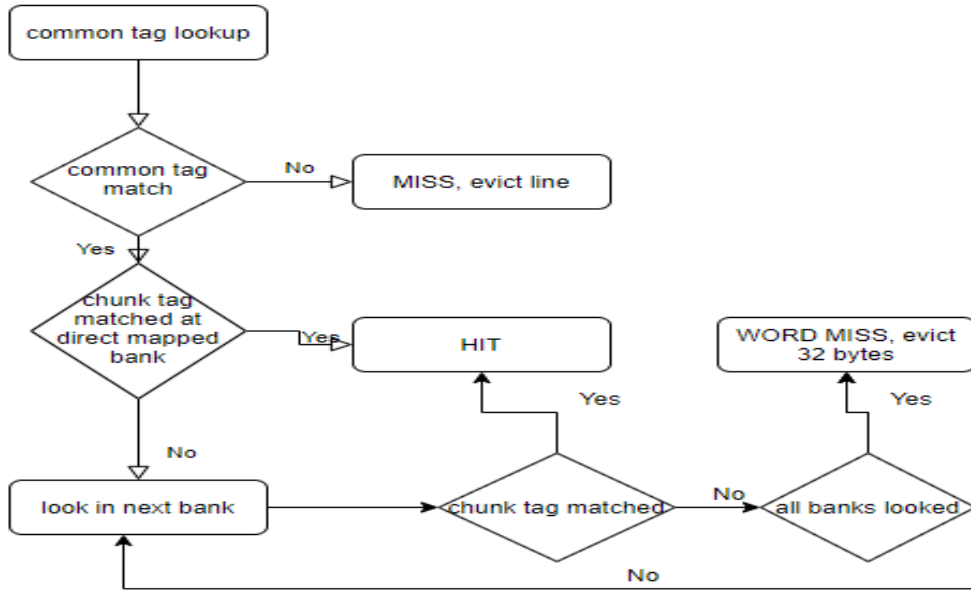 common tag lookup
common tag
match
No
MISS, evict line
Yes
chunk tag
matched at
direct mapped
bank
Yes
HIT
WORD MISS, evict
32 bytes
Yes
Yes
No
look in next bank
chunk tag matched
No
all banks looked
No